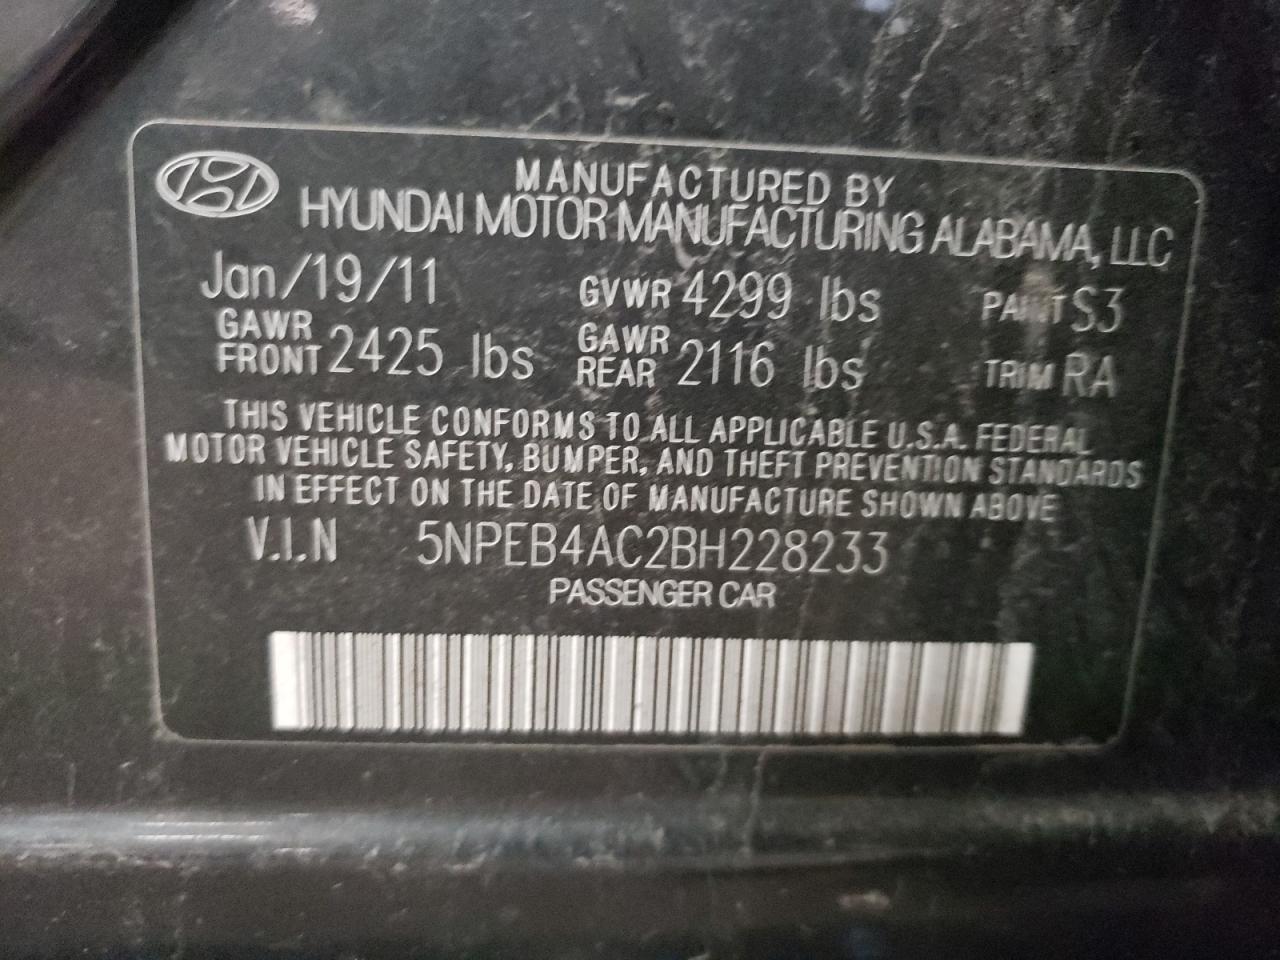 MANUFACTURED BY
HYUNDAI MOTOR MANUFACTURING ALABAMA, LLC
Jan/19/11 GVWR 4299 lbs PAINT S3
GAWR FRONT 2425 lbs GAWR REAR 2116 lbs TRIM RA
THIS VEHICLE CONFORMS TO ALL APPLICABLE U.S.A. FEDERAL
MOTOR VEHICLE SAFETY, BUMPER, AND THEFT PREVENTION STANDARDS
IN EFFECT ON THE DATE OF MANUFACTURE SHOWN ABOVE
V.I.N 5NPEB4AC2BH228233
PASSENGER CAR